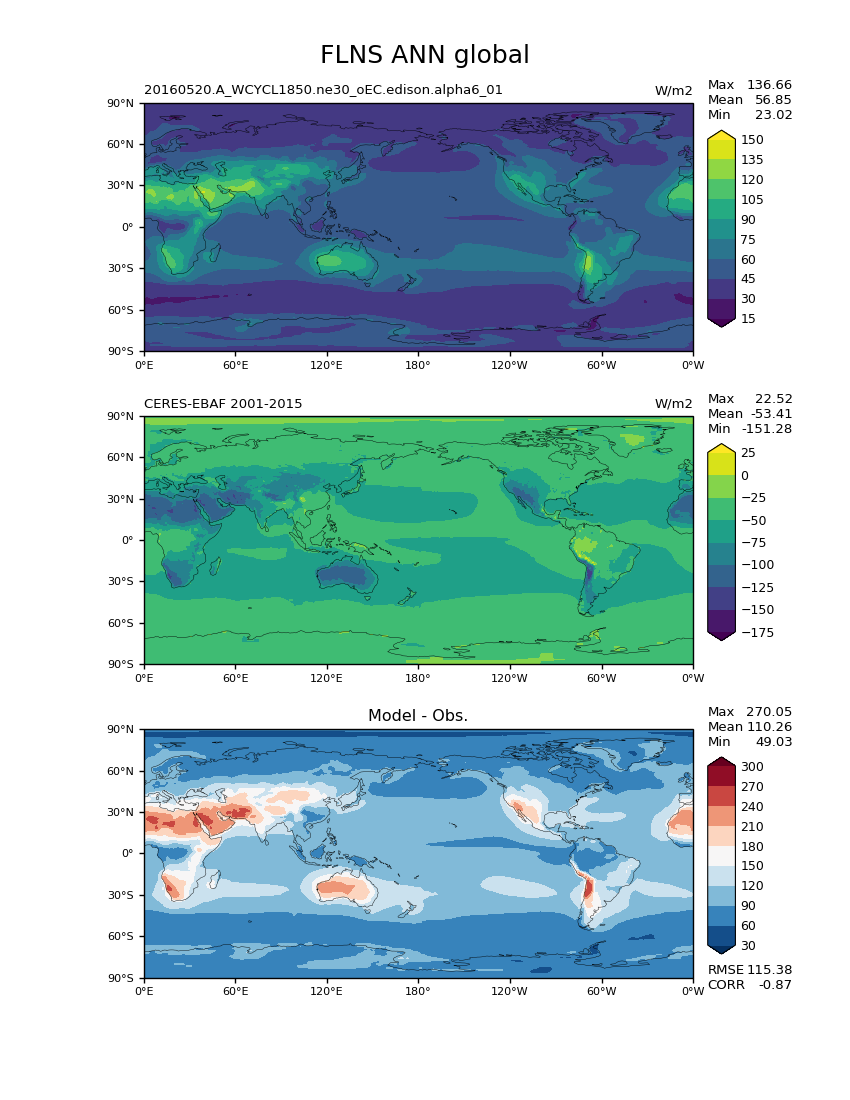 FLNS ANN global
20160520.A_WCYCL1850.ne30_oEC.edison.alpha6_01 W/m2
Max 136.66
Mean 56.85
Min 23.02
90°N
60°N
30°N
0°
30°S
60°S
90°S
0°E 60°E 120°E 180° 120°W 60°W 0°W
150
135
120
105
90
75
60
45
30
15
CERES-EBAF 2001-2015 W/m2
Max 22.52
Mean -53.41
Min -151.28
90°N
60°N
30°N
0°
30°S
60°S
90°S
0°E 60°E 120°E 180° 120°W 60°W 0°W
25
0
−25
−50
−75
−100
−125
−150
−175
Model - Obs.
Max 270.05
Mean 110.26
Min 49.03
90°N
60°N
30°N
0°
30°S
60°S
90°S
0°E 60°E 120°E 180° 120°W 60°W 0°W
300
270
240
210
180
150
120
90
60
30
RMSE 115.38
CORR -0.87